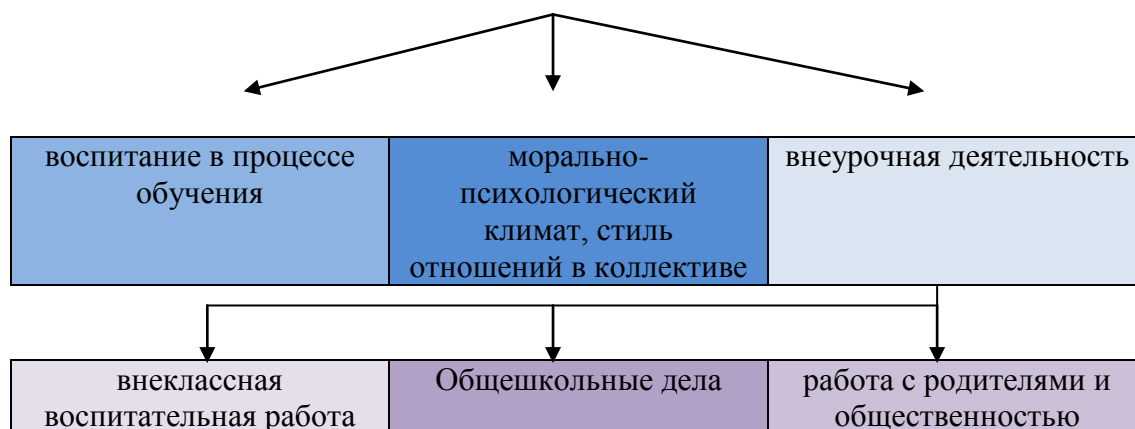 воспитание в процессе
обучения
морально-
психологический
климат, стиль
отношений в коллективе
внеурочная деятельность
внеклассная
воспитательная работа
Общешкольные дела
работа с родителями и
общественностью